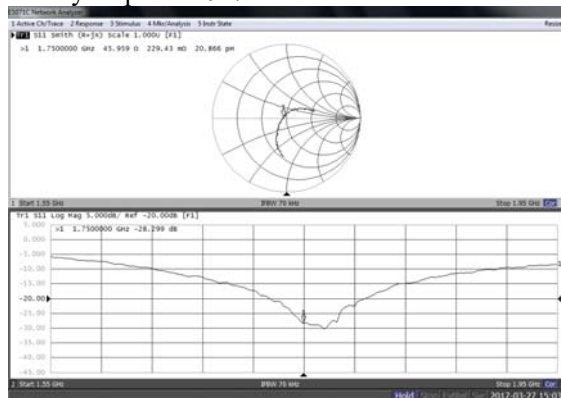 E5071C Network Analyzer
1 Active Ch/Trace 2 Response 3 Stimulus 4 Mkr/Analysis 5 Instr State
Resize
Tr1 S11 Smith (R+jX) Scale 1.000U [F1]
>1 1.7500000 GHz 45.959 Ω 229.43 mΩ 20.866 pH
1 Start 1.55 GHz IFBW 70 kHz Stop 1.95 GHz Cor
Tr1 S11 Log Mag 5.000dB/ Ref -20.00dB [F1]
>1 1.7500000 GHz -28.299 dB
5.000
0.000
-5.000
-10.00
-15.00
-20.00
-25.00
-30.00
-35.00
-40.00
-45.00
2 Start 1.55 GHz IFBW 70 kHz Stop 1.95 GHz Cor
Hold Stop ExtRef Svc 2017-03-27 15:03